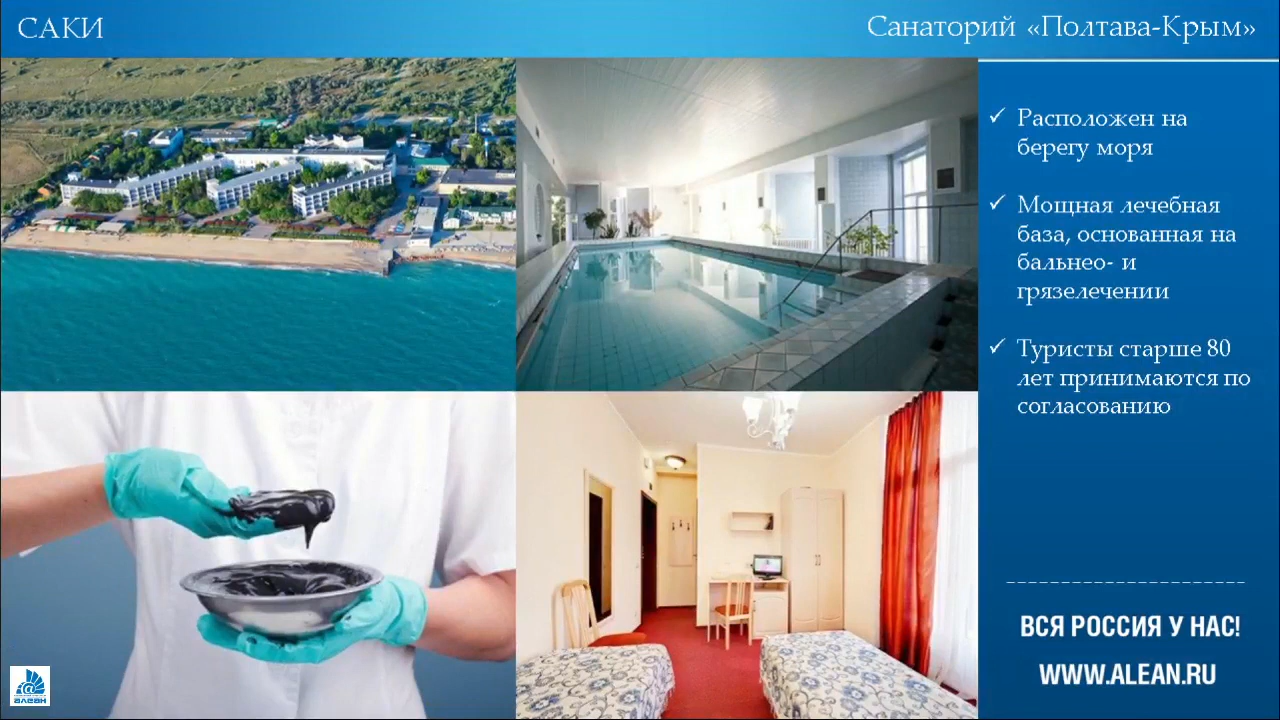 САКИ
Санаторий «Полтава-Крым»
✓ Расположен на
берегу моря
✓ Мощная лечебная
база, основанная на
бальнео- и
грязелечении
✓ Туристы старше 80
лет принимаются по
согласованию
ВСЯ РОССИЯ У НАС!
WWW.ALEAN.RU
@
алеан